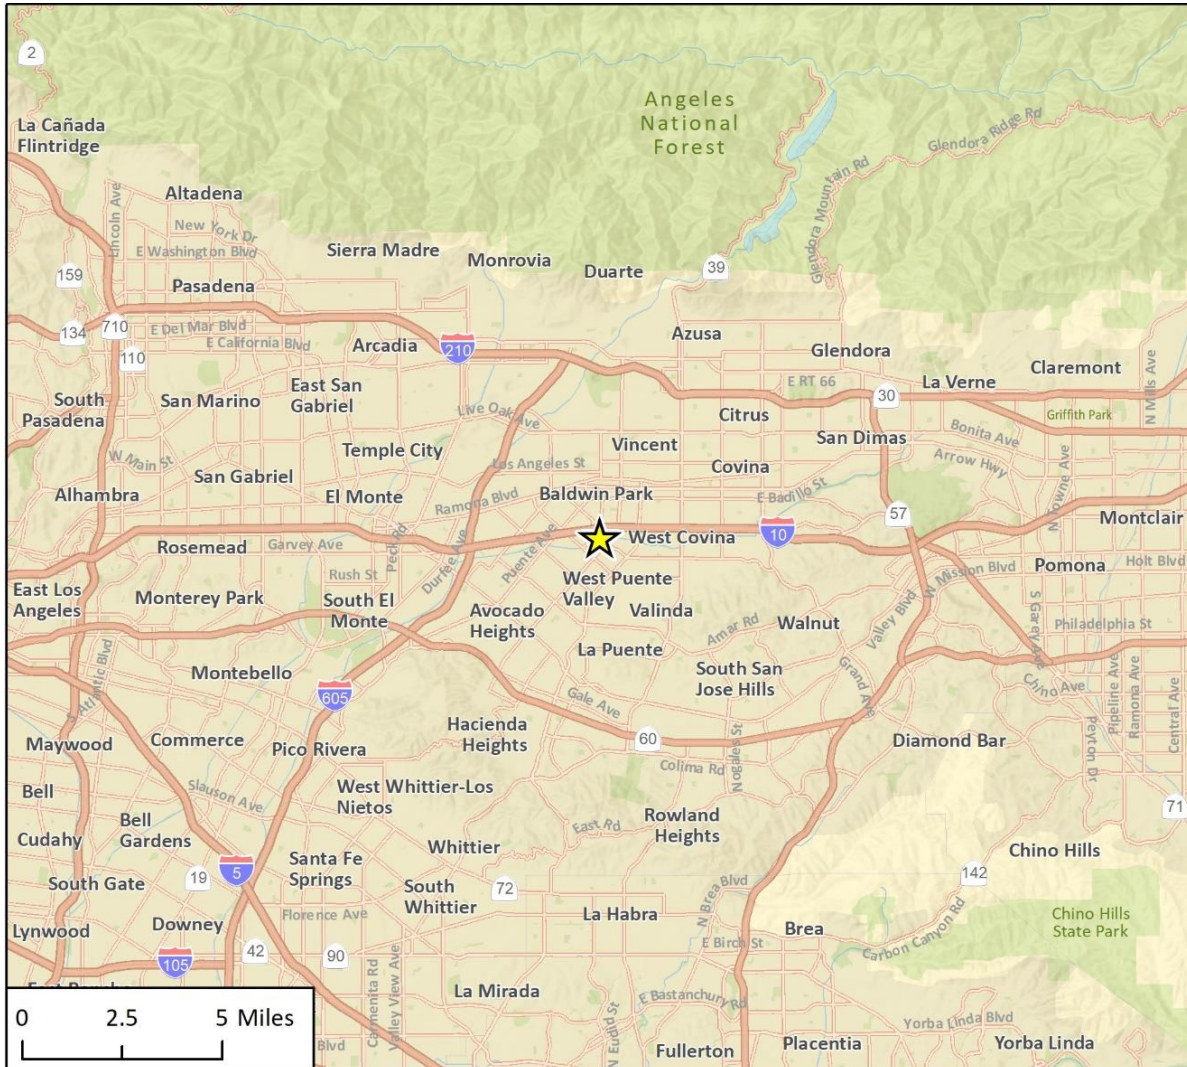 2
Angeles
National
Forest
Glendora Ridge Rd
La Cañada
Flintridge
Glendora Mountain Rd
Altadena
Lincoln Ave
New York Dr
E Washington Blvd
Sierra Madre
Monrovia
Duarte
39
159
Pasadena
134
710
E Del Mar Blvd
E California Blvd
110
Arcadia
210
Azusa
Glendora
E RT 66
30
La Verne
Claremont
N Mills Ave
South
Pasadena
San Marino
East San
Gabriel
Live Oak Ave
Citrus
Griffith Park
Bonita Ave
San Dimas
Vincent
Temple City
W Main St
San Gabriel
Los Angeles St
Covina
Arrow Hwy
N Towne Ave
Alhambra
El Monte
Ramona Blvd
Baldwin Park
E Badillo St
57
Montclair
Rosemead
Garvey Ave
Peck Rd
Durfee Ave
Puente Ave
West Covina
10
W Mission Blvd
Pomona
Holt Blvd
East Los
Angeles
Monterey Park
Rush St
South El
Monte
Avocado
Heights
West Puente
Valley
Valinda
Amar Rd
Walnut
Valley Blvd
S Garey Ave
Philadelphia St
La Puente
Montebello
605
South San
Jose Hills
Grand Ave
Chino Ave
S Atlantic Blvd
Gale Ave
Pipeline Ave
Ramona Ave
Central Ave
Peyton Dr
Maywood
Commerce
Pico Rivera
Hacienda
Heights
60
Colima Rd
Nogales St
Diamond Bar
Bell
Slauson Ave
West Whittier-Los
Nietos
71
Bell
Gardens
Cudahy
East Rd
Rowland
Heights
Whittier
Chino Hills
5
Santa Fe
Springs
South Gate
19
South
Whittier
72
142
N Brea Blvd
Lynwood
Downey
Florence Ave
La Habra
Chino Hills
State Park
Brea
E Birch St
Carbon Canyon Rd
105
42
90
Carmenita Rd
Valley View Ave
La Mirada
E Bastanchury Rd
N Euclid St
Yorba Linda Blvd
Blvd
Fullerton
Placentia
Yorba Linda
0 2.5 5 Miles